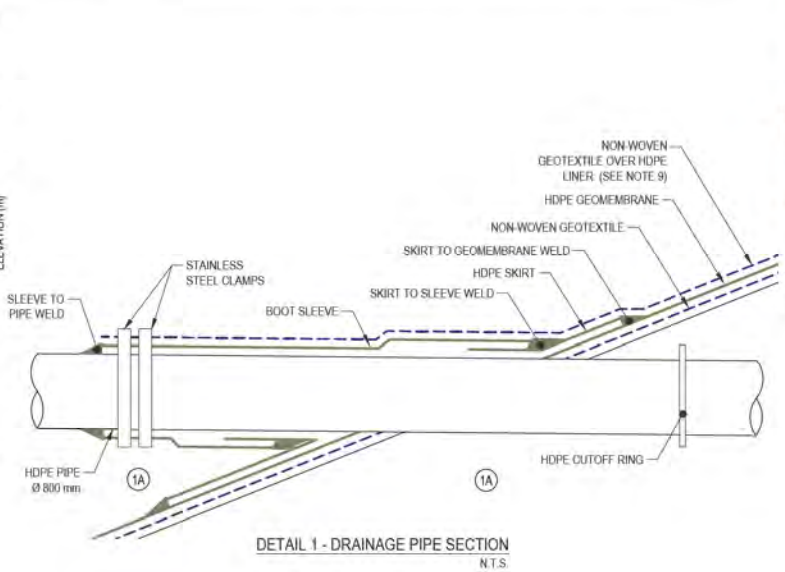 NON-WOVEN
GEOTEXTILE OVER HDPE
LINER (SEE NOTE 9)
HDPE GEOMEMBRANE
NON-WOVEN GEOTEXTILE
SKIRT TO GEOMEMBRANE WELD
HDPE SKIRT
SKIRT TO SLEEVE WELD
ELEVATION (m)
STAINLESS
STEEL CLAMPS
SLEEVE TO
PIPE WELD
BOOT SLEEVE
HDPE PIPE
Ø 800 mm
1A
1A
HDPE CUTOFF RING
DETAIL 1 - DRAINAGE PIPE SECTION
N.T.S.